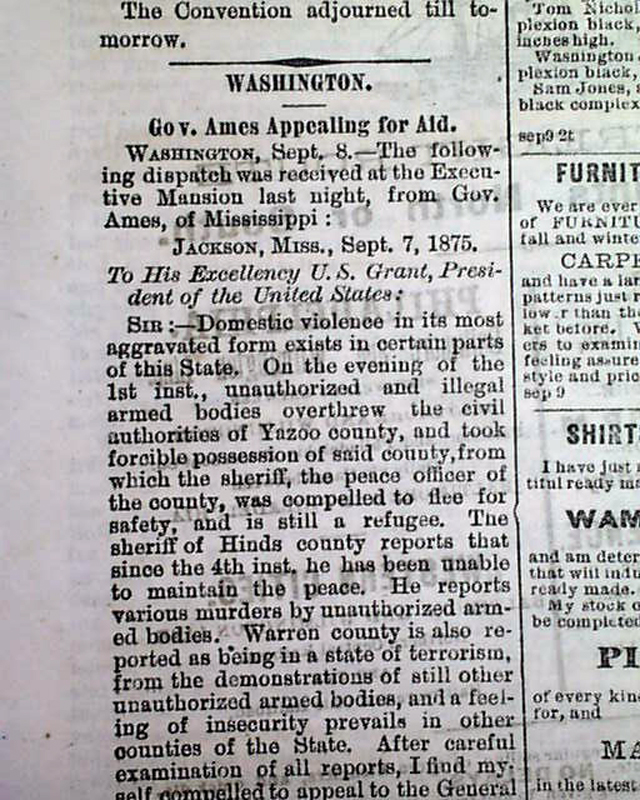 The Convention adjourned till to-
morrow.
WASHINGTON.
Gov. Ames Appealing for Aid.
WASHINGTON, Sept. 8.—The follow-
ing dispatch was received at the Execu-
tive Mansion last night, from Gov.
Ames, of Mississippi :
JACKSON, MISS., Sept. 7, 1875.
To His Excellency U. S. Grant, Presi-
dent of the United States:
SIR :—Domestic violence in its most
aggravated form exists in certain parts
of this State. On the evening of the
1st inst., unauthorized and illegal
armed bodies overthrew the civil
authorities of Yazoo county, and took
forcible possession of said county, from
which the sheriff, the peace officer of
the county, was compelled to flee for
safety, and is still a refugee. The
sheriff of Hinds county reports that
since the 4th inst. he has been unable
to maintain the peace. He reports
various murders by unauthorized arm-
ed bodies. Warren county is also re-
ported as being in a state of terrorism,
from the demonstrations of still other
unauthorized armed bodies, and a feel-
ing of insecurity prevails in other
counties of the State. After careful
examination of all reports, I find my-
self compelled to appeal to the General
Tom Nichol
plexion black,
inches high.
Washington
plexion black,
Sam Jones,
black complex
sep9 2t
FURNIT
We are ever
of FURNITU
fall and winte
CARPE
and have a lar
patterns just r
low.r than the
ket before.
ers to examin
feeling assure
style and pric
sep 9
SHIRT
I have just
titul ready ma
WAM
and am deter
that will indu
ready made.
My stock o
be completed
PI
of every kin
for, and
MA
in the latest